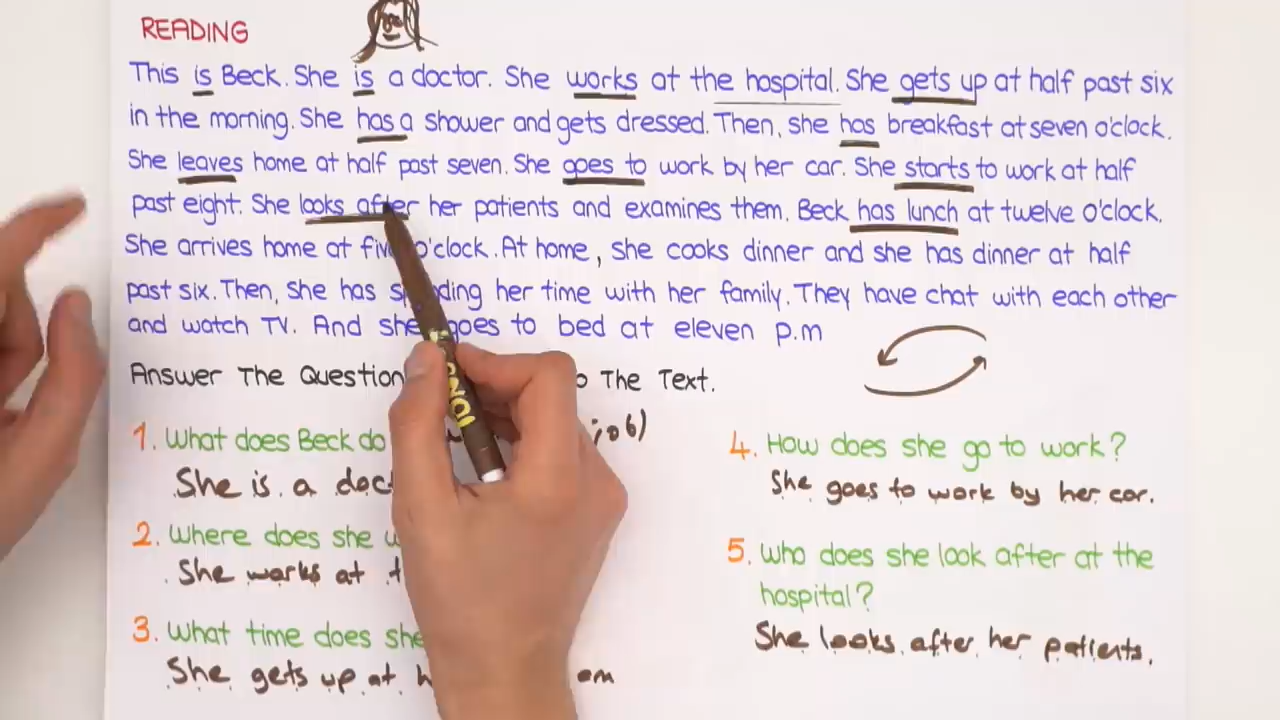 READING
This is Beck. She is a doctor. She works at the hospital. She gets up at half past six
in the morning. She has a shower and gets dressed. Then, she has breakfast at seven o'clock.
She leaves home at half past seven. She goes to work by her car. She starts to work at half
past eight. She looks after her patients and examines them. Beck has lunch at twelve o'clock.
She arrives home at o'clock. At home, she cooks dinner and she has dinner at half
past six. Then, she has her time with her family. They have chat with each other
and watch TV. And she goes to bed at eleven p.m
Answer The The Text.
1. What does Beck do job)
She is a
2. Where does she
She works at
3. What time does she
She gets up at am
4. How does she go to work?
She goes to work by her car.
5. Who does she look after at the
hospital?
She looks after her patients.